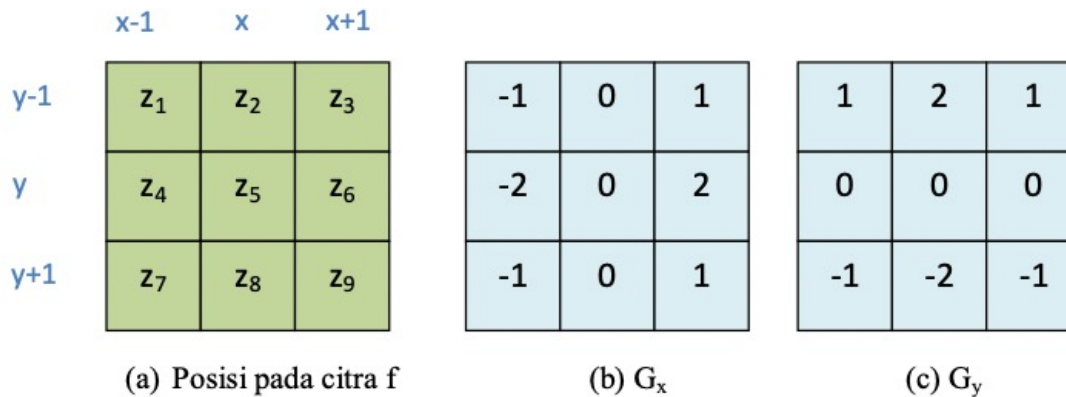 x-1 x x+1
y-1 z₁ z₂ z₃ -1 0 1 1 2 1
y z₄ z₅ z₆ -2 0 2 0 0 0
y+1 z₇ z₈ z₉ -1 0 1 -1 -2 -1
(a) Posisi pada citra f (b) Gₓ (c) Gᵧ